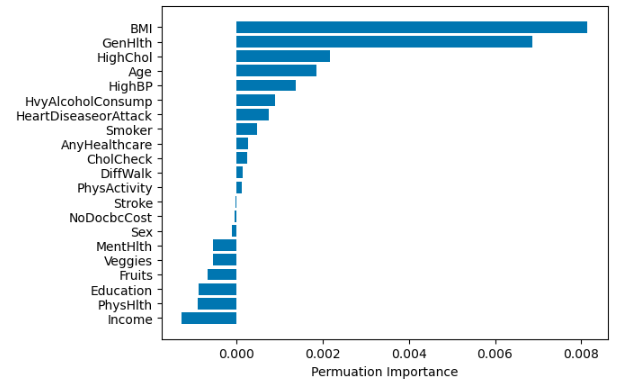 BMI
GenHlth
HighChol
Age
HighBP
HvyAlcoholConsump
HeartDiseaseorAttack
Smoker
AnyHealthcare
CholCheck
DiffWalk
PhysActivity
Stroke
NoDocbcCost
Sex
MentHlth
Veggies
Fruits
Education
PhysHlth
Income
0.000 0.002 0.004 0.006 0.008
Permuation Importance